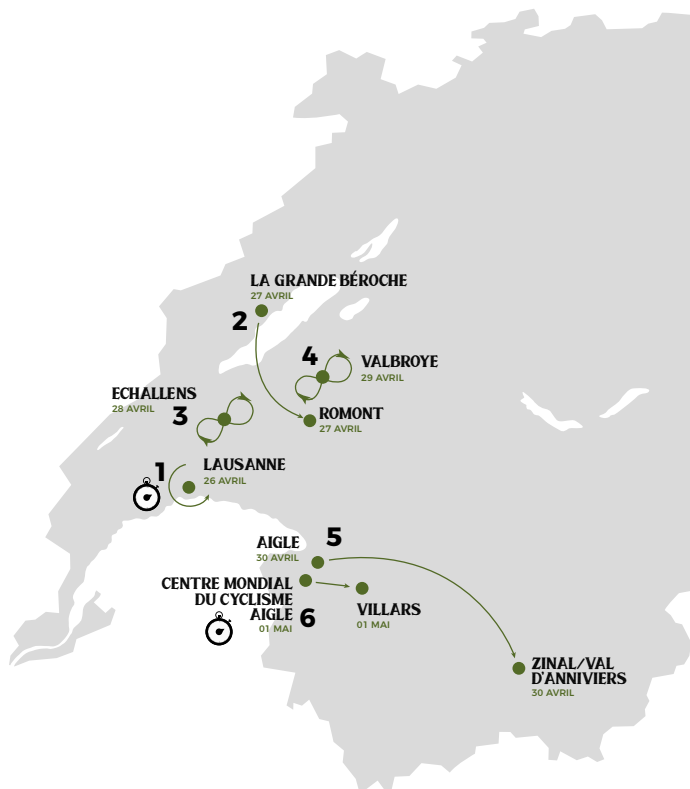 LA GRANDE BÉROCHE
27 AVRIL
2
4
VALBROYE
29 AVRIL
ECHALLENS
28 AVRIL
3
ROMONT
27 AVRIL
1
LAUSANNE
26 AVRIL
5
AIGLE
30 AVRIL
CENTRE MONDIAL
DU CYCLISME
AIGLE
01 MAI
6
VILLARS
01 MAI
ZINAL/VAL
D'ANNIVIERS
30 AVRIL